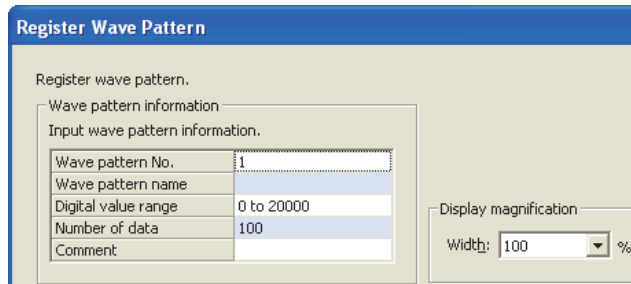 Register Wave Pattern
Register wave pattern.
Wave pattern information
Input wave pattern information.
Wave pattern No. 1
Wave pattern name
Digital value range 0 to 20000
Number of data 100
Comment
Display magnification
Width: 100 %